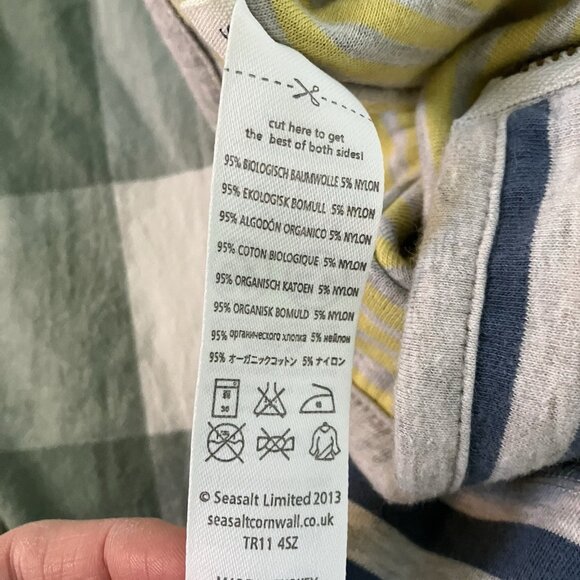 cut here to get
the best of both sides!
95% BIOLOGISCH BAUMWOLLE 5% NYLON
95% EKOLOGISK BOMULL 5% NYLON
95% ALGODÓN ORGANICO 5% NYLON
95% COTON BIOLOGIQUE 5% NYLON
95% ORGANISCH KATOEN 5% NYLON
95% ORGANISK BOMULD 5% NYLON
95% органического хлопка 5% нейлон
95% オーガニックコットン 5% ナイロン
弱
30
© Seasalt Limited 2013
seasaltcornwall.co.uk
TR11 4SZ